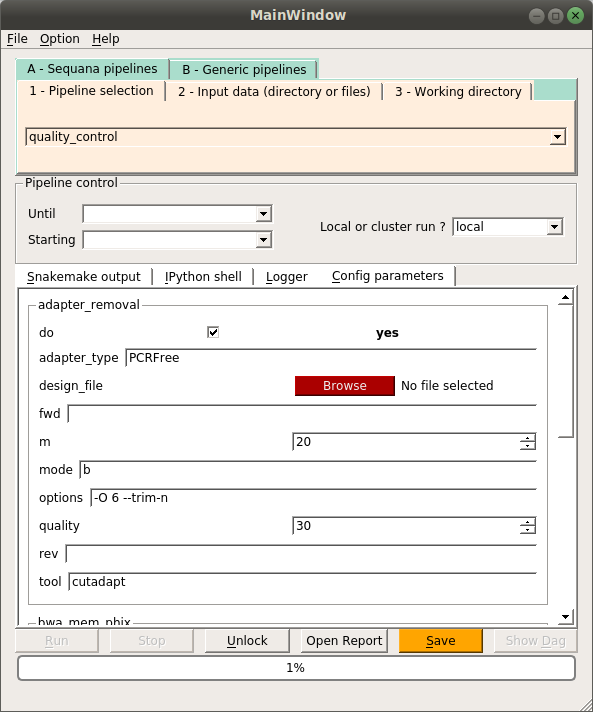 MainWindow
File Option Help
A - Sequana pipelines B - Generic pipelines
1 - Pipeline selection 2 - Input data (directory or files) 3 - Working directory
quality_control
Pipeline control
Until
Local or cluster run ? local
Starting
Snakemake output IPython shell Logger Config parameters
adapter_removal
do yes
adapter_type PCRFree
design_file Browse No file selected
fwd
m 20
mode b
options -O 6 --trim-n
quality 30
rev
tool cutadapt
bwa_mem_phix
Run Stop Unlock Open Report Save Show Dag
1%